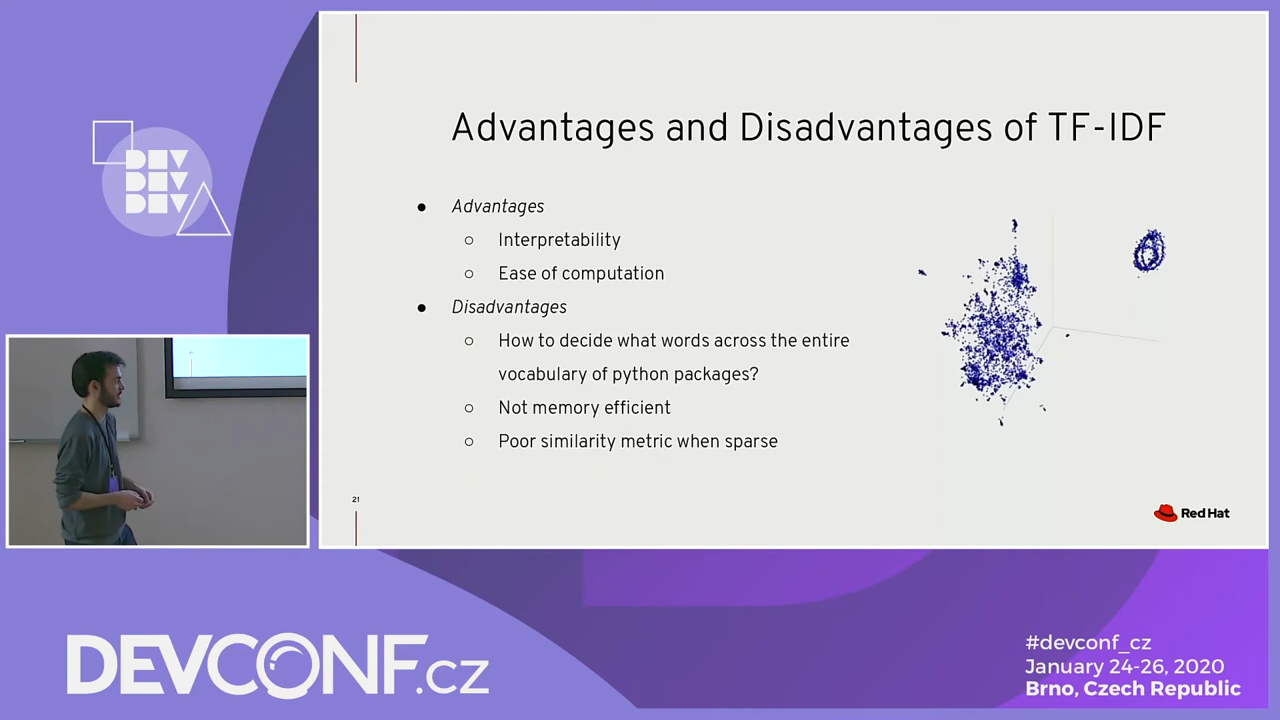 DEV
DEV
DEV
Advantages and Disadvantages of TF-IDF
● Advantages
○ Interpretability
○ Ease of computation
● Disadvantages
○ How to decide what words across the entire
vocabulary of python packages?
○ Not memory efficient
○ Poor similarity metric when sparse
21
Red Hat
DEVCONF.cz
#devconf_cz
January 24-26, 2020
Brno, Czech Republic